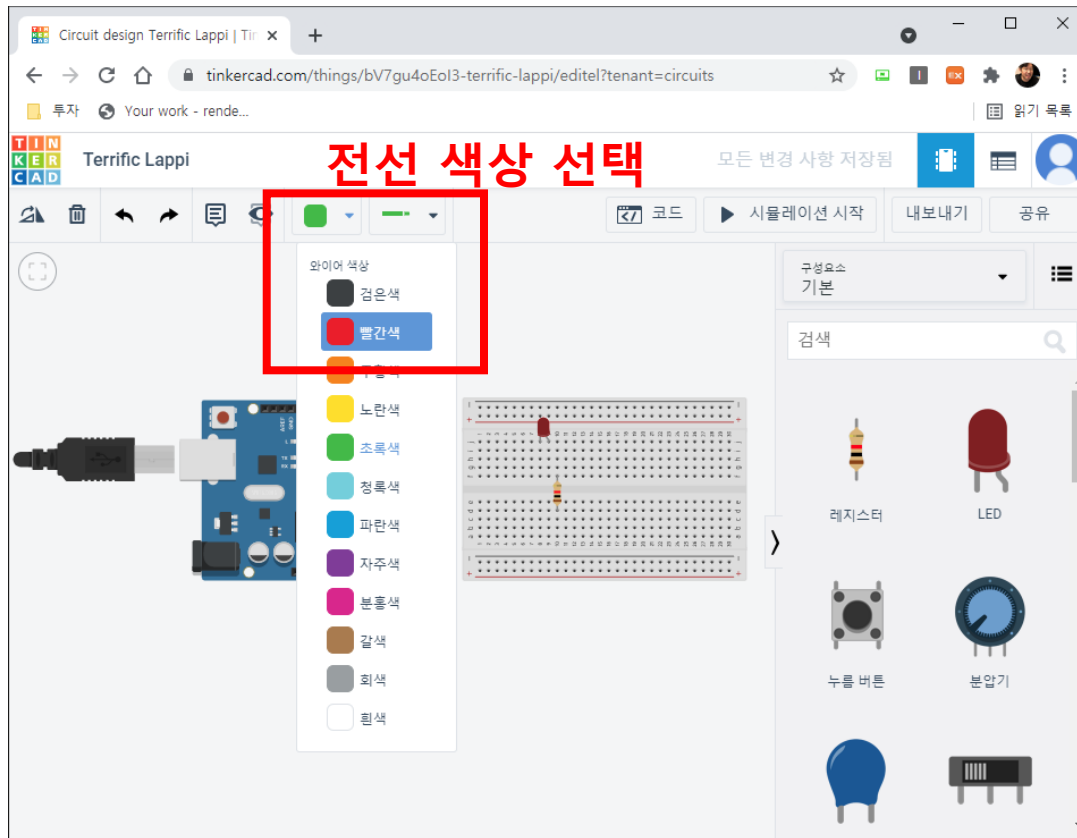 Circuit design Terrific Lappi | Tin
tinkercad.com/things/bV7gu4oEoI3-terrific-lappi/editel?tenant=circuits
투자
Your work - rende...
읽기 목록
TIN
KER
CAD
Terrific Lappi
전선 색상 선택
모든 변경 사항 저장됨
코드
시뮬레이션 시작
내보내기
공유
와이어 색상
검은색
빨간색
주황색
노란색
초록색
청록색
파란색
자주색
분홍색
갈색
회색
흰색
구성요소
기본
검색
레지스터
LED
누름 버튼
분압기